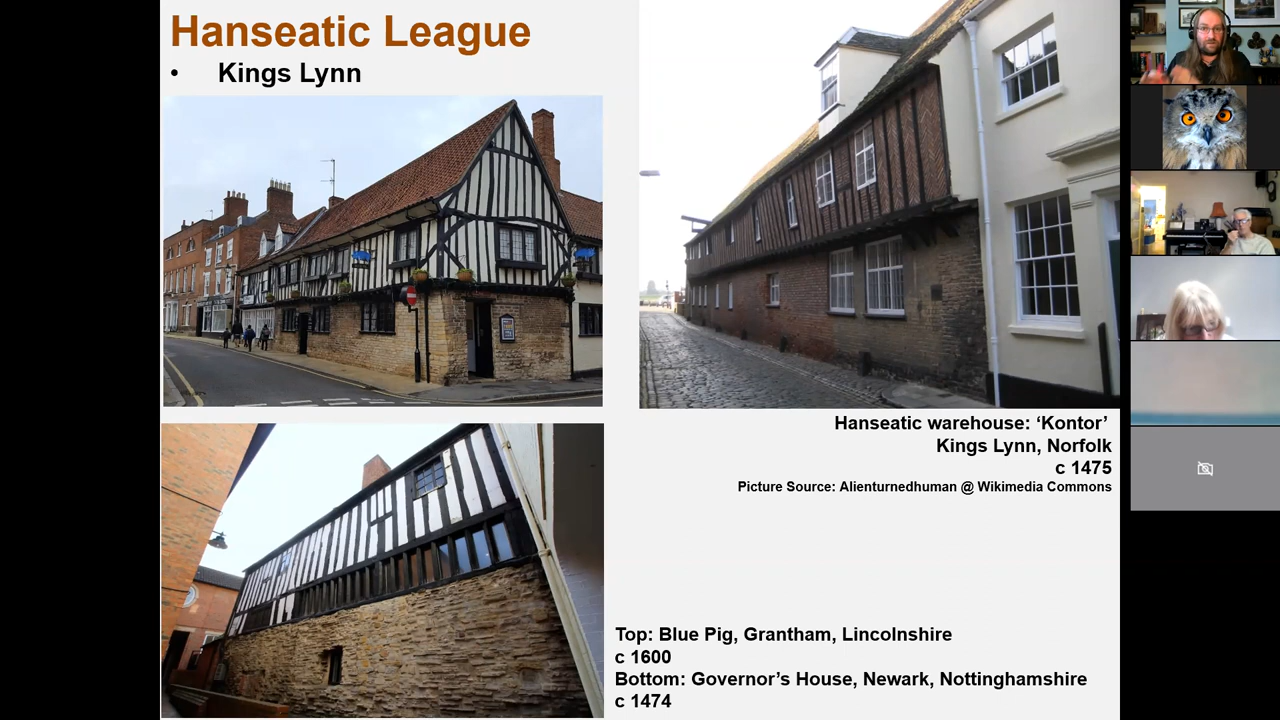 Hanseatic League
• Kings Lynn
Hanseatic warehouse: ‘Kontor’
Kings Lynn, Norfolk
c 1475
Picture Source: Alienturnedhuman @ Wikimedia Commons
Top: Blue Pig, Grantham, Lincolnshire
c 1600
Bottom: Governor’s House, Newark, Nottinghamshire
c 1474